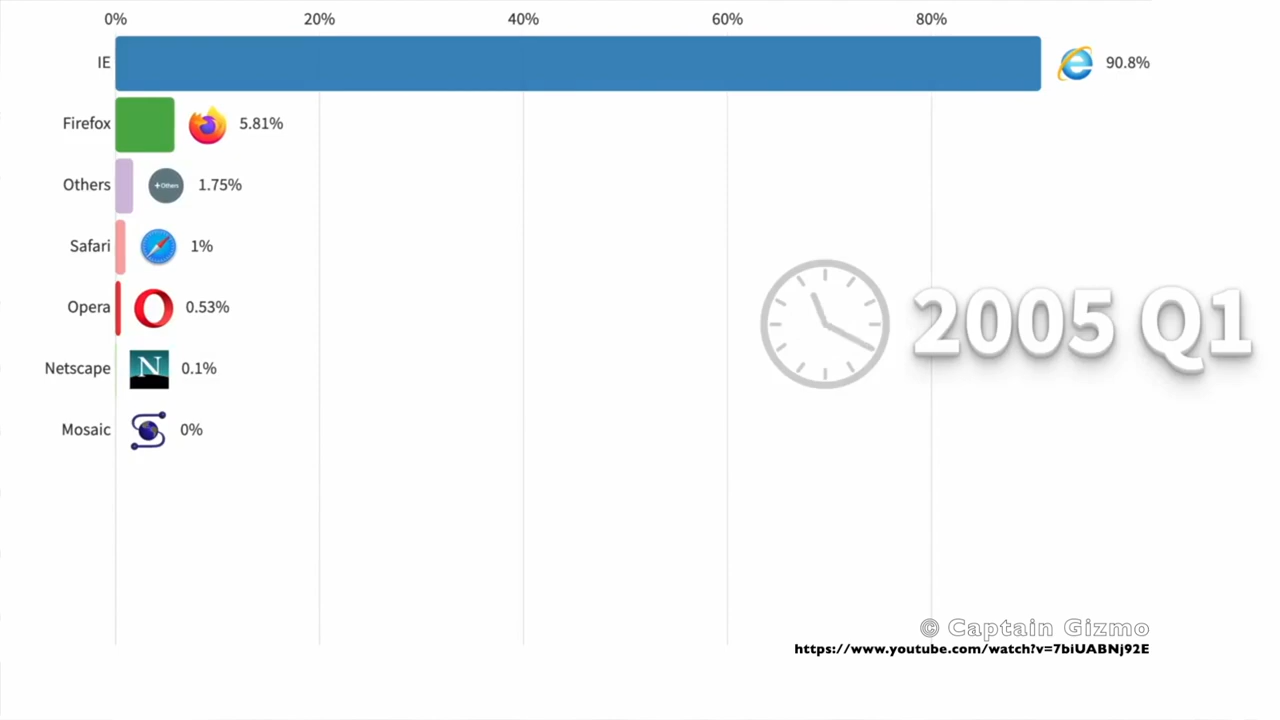 0% 20% 40% 60% 80%
IE 90.8%
Firefox 5.81%
Others +Others 1.75%
Safari 1%
Opera 0.53%
Netscape N 0.1%
Mosaic 0%
2005 Q1
© Captain Gizmo
https://www.youtube.com/watch?v=7biUABNj92E